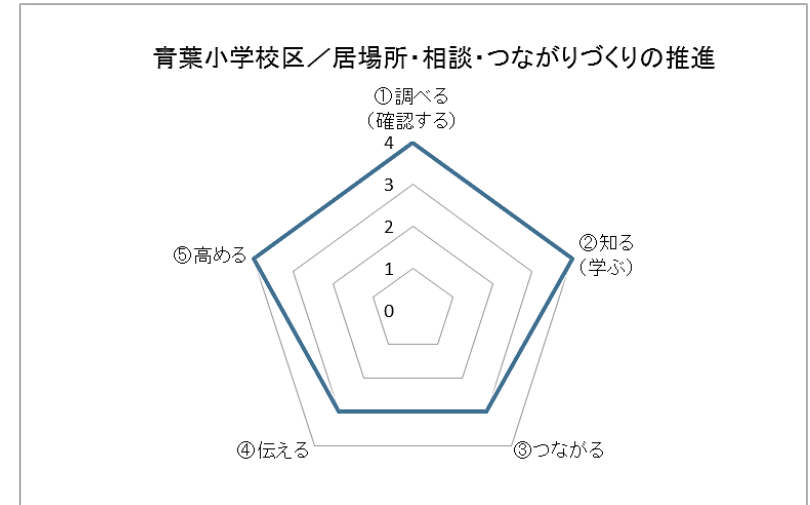 青葉小学校区／居場所・相談・つながりづくりの推進
①調べる
（確認する）
4
3
2
1
0
②知る
（学ぶ）
⑤高める
④伝える
③つながる